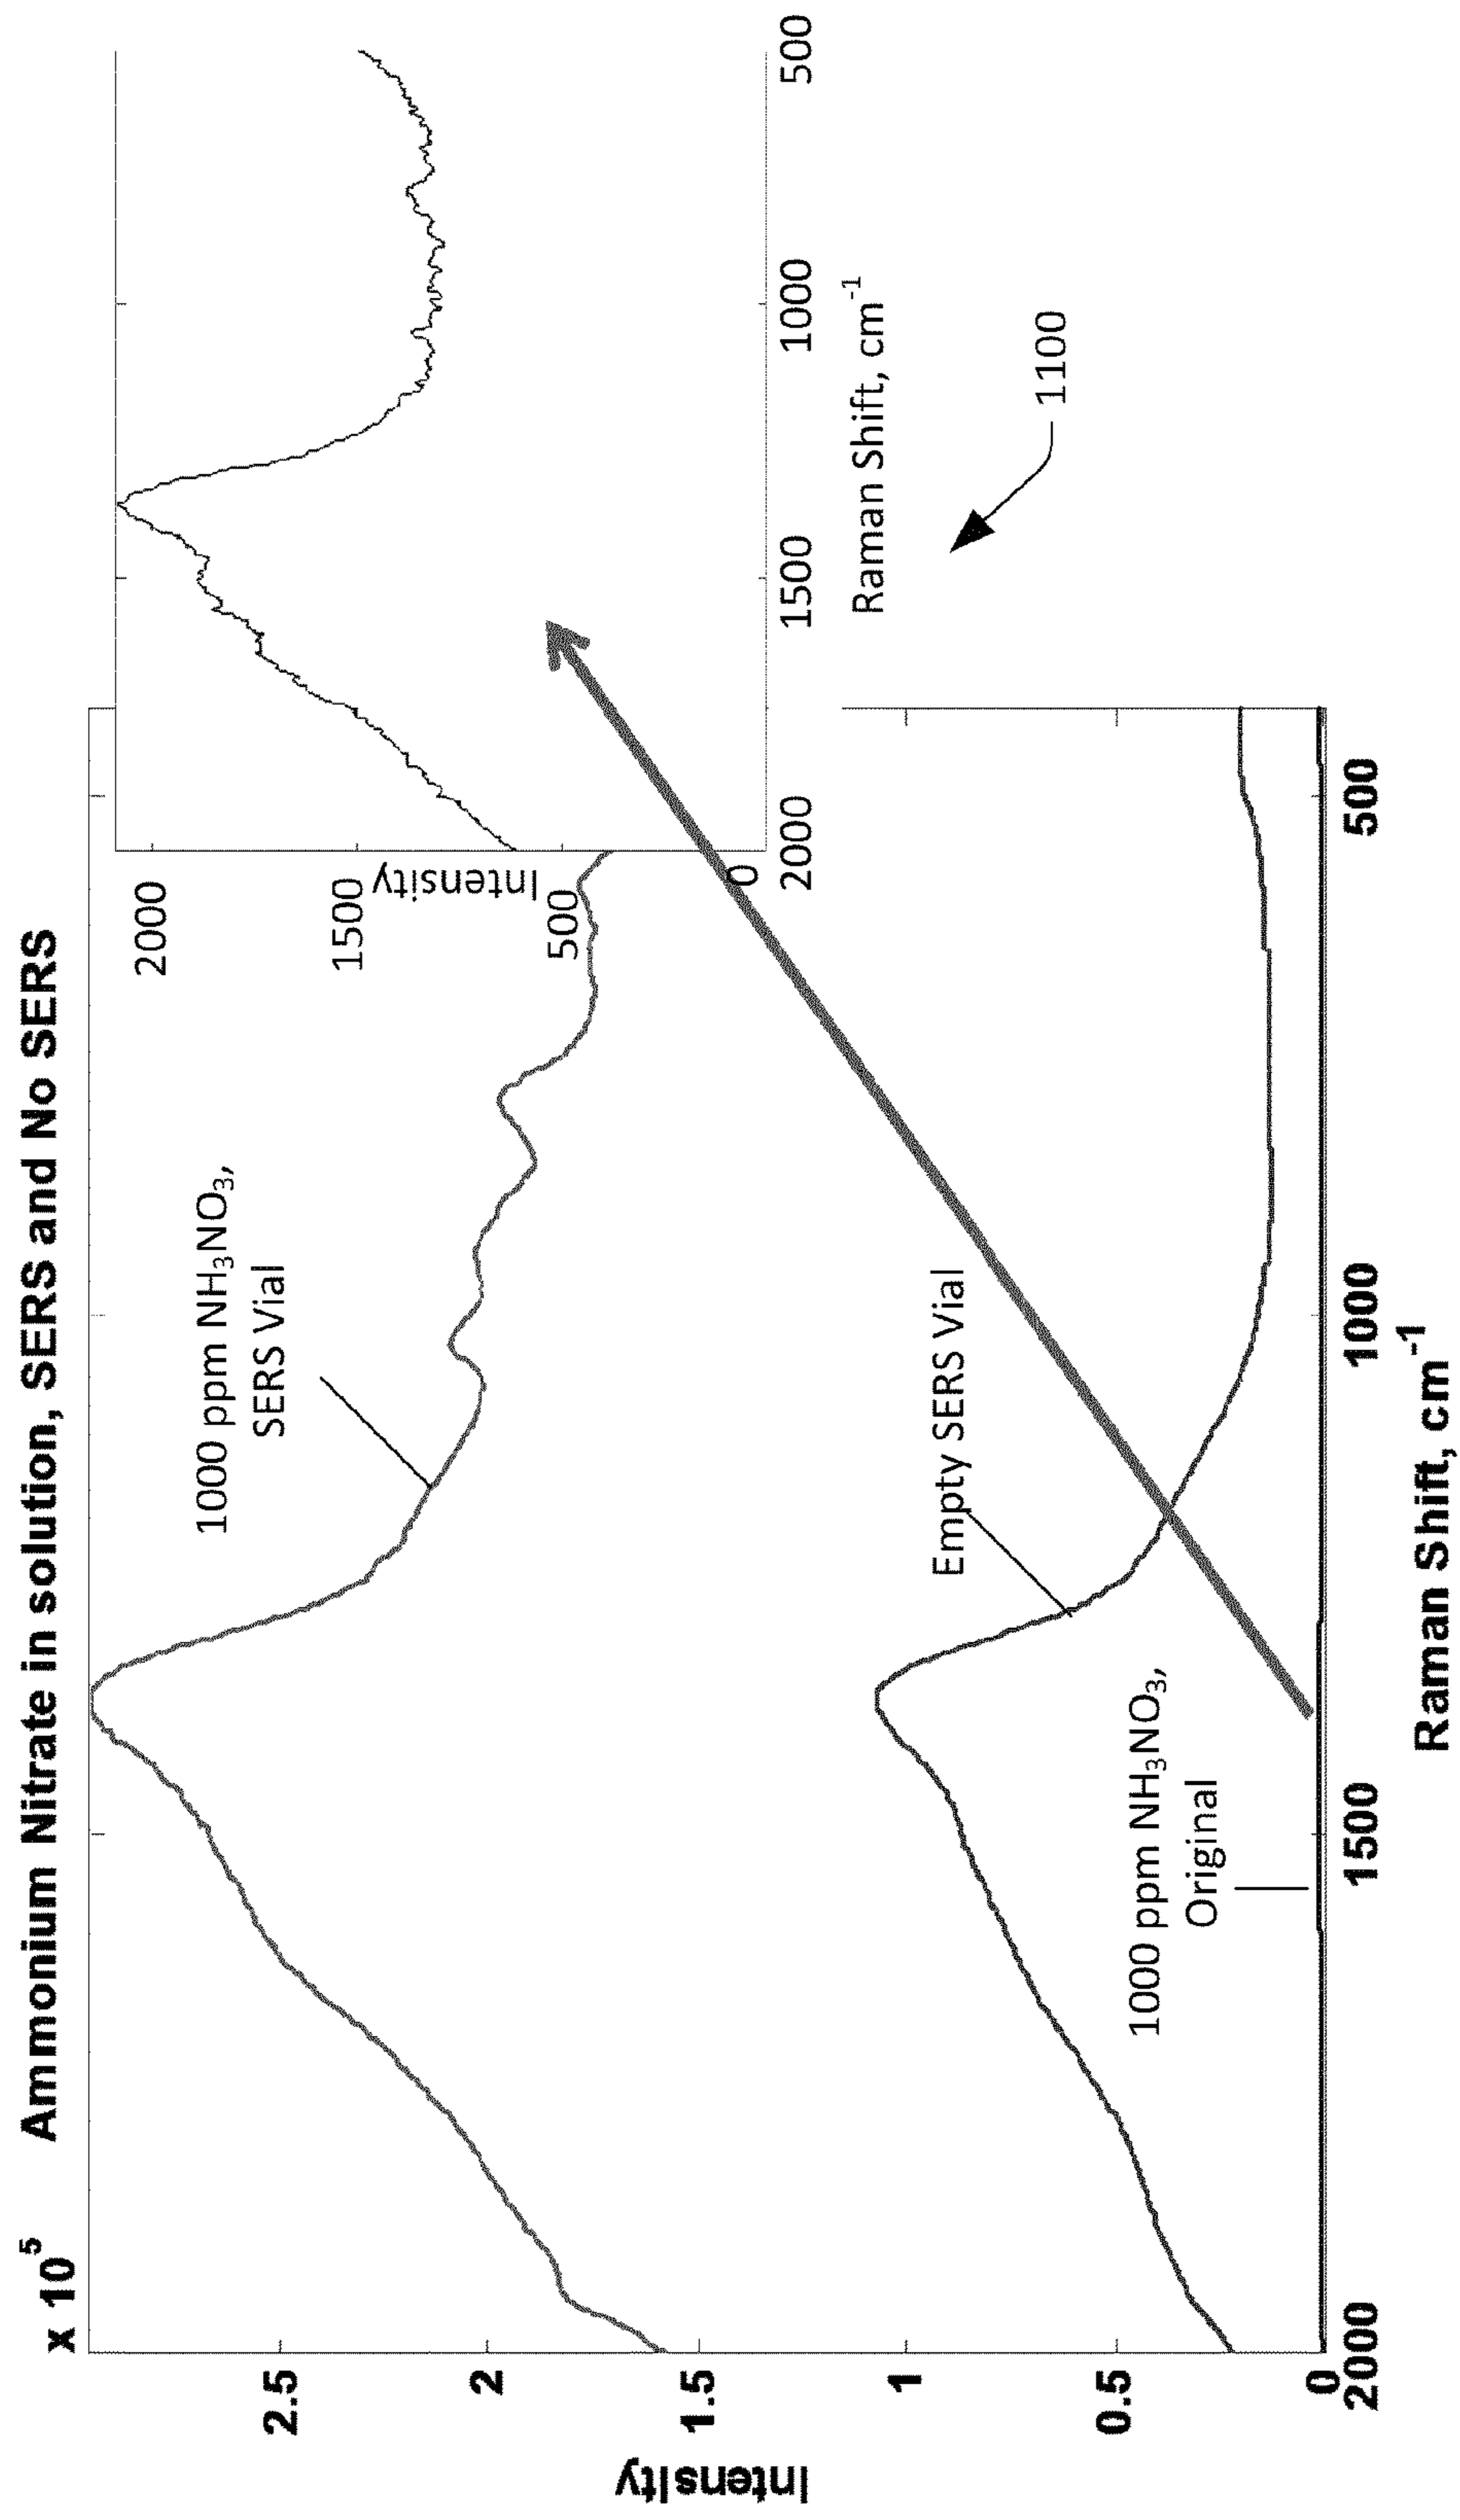 Ammonium Nitrate in solution, SERS and No SERS
x 10⁵
Intensity
2.5
2
1.5
1
0.5
0
2000
1500
1000
500
Raman Shift, cm⁻¹
1000 ppm NH₃NO₃,
SERS Vial
Empty SERS Vial
1000 ppm NH₃NO₃,
Original
Intensity
2000
1500
500
0
2000
1500
1000
500
Raman Shift, cm⁻¹
1100